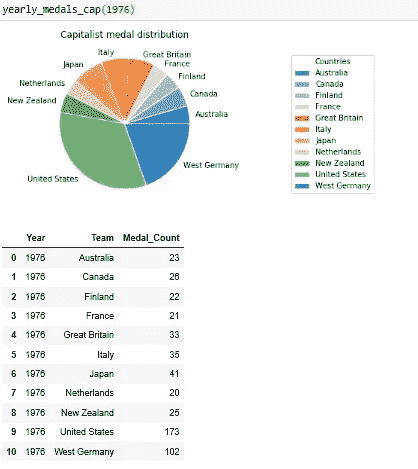 yearly_medals_cap(1976)
Capitalist medal distribution
Italy
Great Britain
Japan
France
Finland
Netherlands
Canada
New Zealand
Australia
West Germany
United States
Countries
Australia
Canada
Finland
France
Great Britain
Italy
Japan
Netherlands
New Zealand
United States
West Germany
Year Team Medal_Count
0 1976 Australia 23
1 1976 Canada 26
2 1976 Finland 22
3 1976 France 21
4 1976 Great Britain 33
5 1976 Italy 35
6 1976 Japan 41
7 1976 Netherlands 20
8 1976 New Zealand 25
9 1976 United States 173
10 1976 West Germany 102